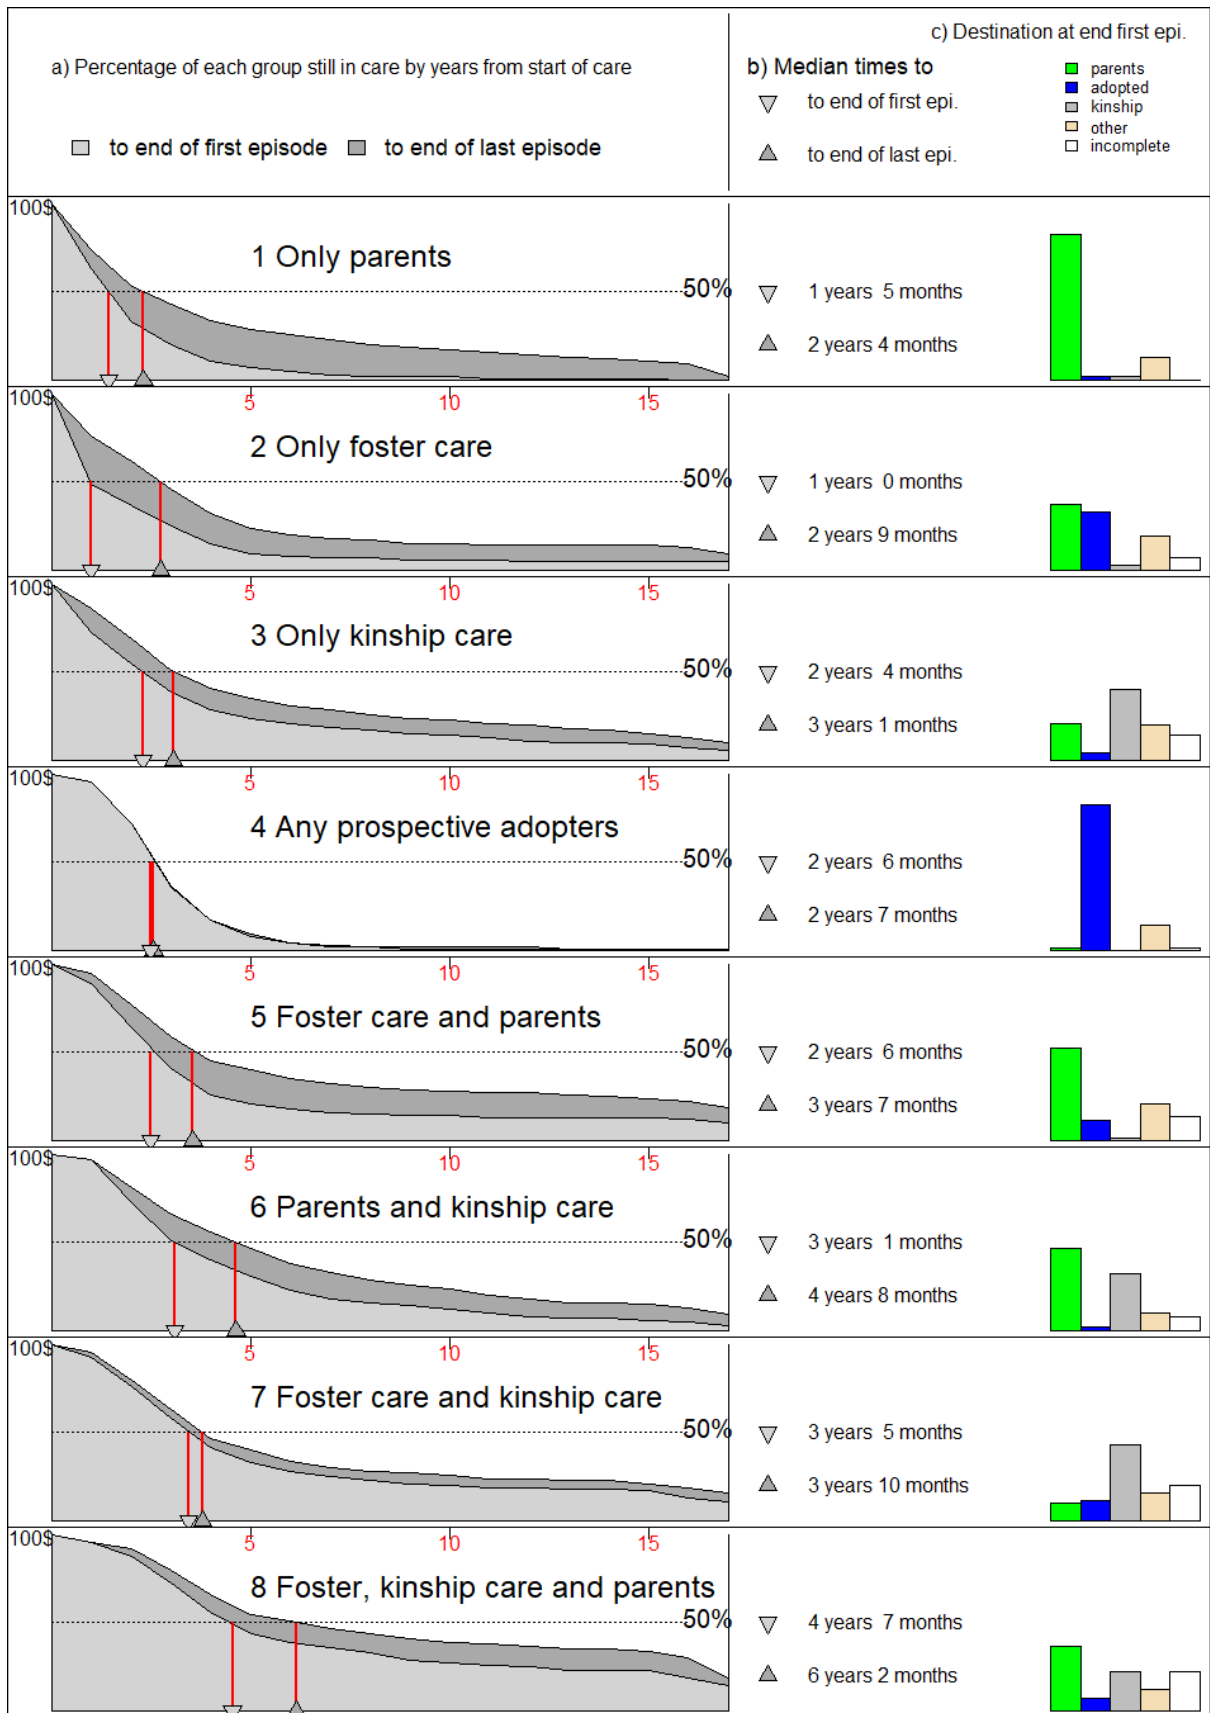 c) Destination at end first epi.
a) Percentage of each group still in care by years from start of care
b) Median times to
parents
adopted
kinship
other
incomplete
to end of first epi.
to end of last epi.
to end of first episode to end of last episode
100$
1 Only parents
50%
1 years 5 months
2 years 4 months
5 10 15
100$
2 Only foster care
50%
1 years 0 months
2 years 9 months
5 10 15
100$
3 Only kinship care
50%
2 years 4 months
3 years 1 months
5 10 15
100$
4 Any prospective adopters
50%
2 years 6 months
2 years 7 months
5 10 15
100$
5 Foster care and parents
50%
2 years 6 months
3 years 7 months
5 10 15
100$
6 Parents and kinship care
50%
3 years 1 months
4 years 8 months
5 10 15
100$
7 Foster care and kinship care
50%
3 years 5 months
3 years 10 months
5 10 15
100$
8 Foster, kinship care and parents
50%
4 years 7 months
6 years 2 months